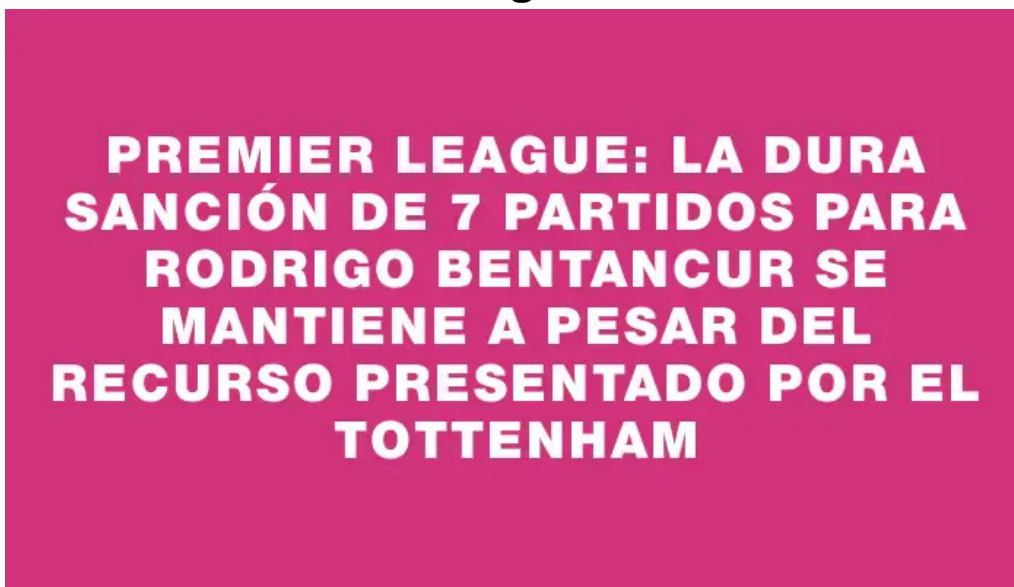 PREMIER LEAGUE: LA DURA
SANCIÓN DE 7 PARTIDOS PARA
RODRIGO BENTANCUR SE
MANTIENE A PESAR DEL
RECURSO PRESENTADO POR EL
TOTTENHAM